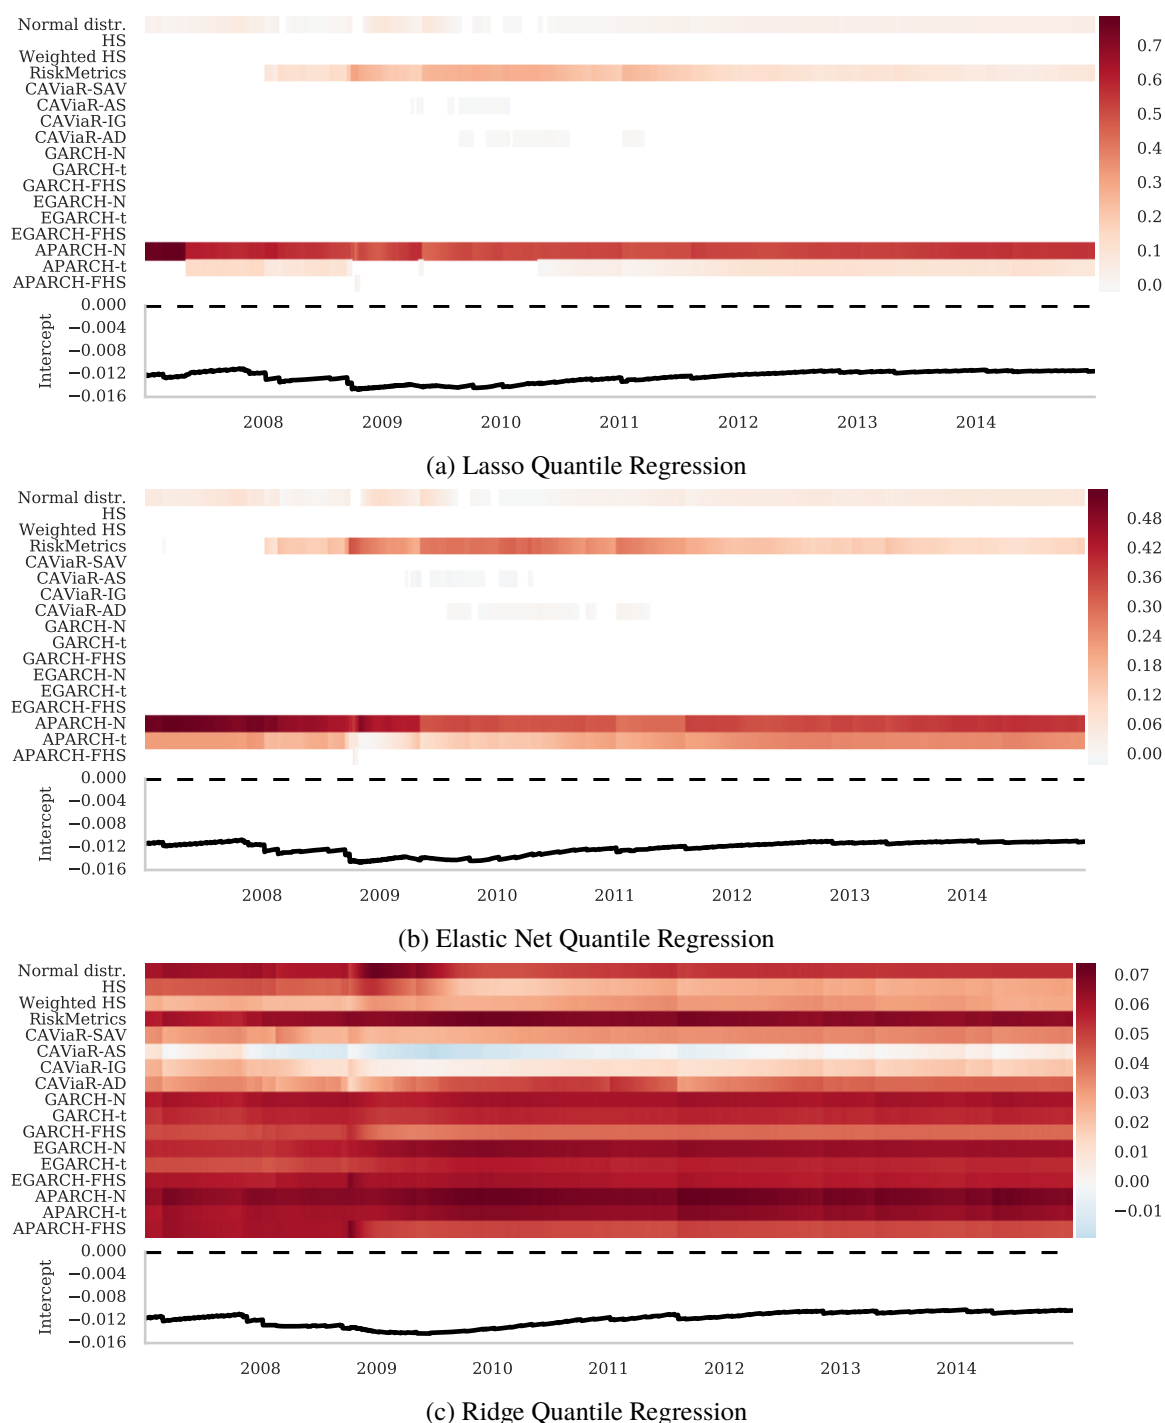 Normal distr.
HS
Weighted HS
RiskMetrics
CAViaR-SAV
CAViaR-AS
CAViaR-IG
CAViaR-AD
GARCH-N
GARCH-t
GARCH-FHS
EGARCH-N
EGARCH-t
EGARCH-FHS
APARCH-N
APARCH-t
APARCH-FHS
0.7
0.6
0.5
0.4
0.3
0.2
0.1
0.0
Intercept
0.000
−0.004
−0.008
−0.012
−0.016
2008 2009 2010 2011 2012 2013 2014
(a) Lasso Quantile Regression
Normal distr.
HS
Weighted HS
RiskMetrics
CAViaR-SAV
CAViaR-AS
CAViaR-IG
CAViaR-AD
GARCH-N
GARCH-t
GARCH-FHS
EGARCH-N
EGARCH-t
EGARCH-FHS
APARCH-N
APARCH-t
APARCH-FHS
0.48
0.42
0.36
0.30
0.24
0.18
0.12
0.06
0.00
Intercept
0.000
−0.004
−0.008
−0.012
−0.016
2008 2009 2010 2011 2012 2013 2014
(b) Elastic Net Quantile Regression
Normal distr.
HS
Weighted HS
RiskMetrics
CAViaR-SAV
CAViaR-AS
CAViaR-IG
CAViaR-AD
GARCH-N
GARCH-t
GARCH-FHS
EGARCH-N
EGARCH-t
EGARCH-FHS
APARCH-N
APARCH-t
APARCH-FHS
0.07
0.06
0.05
0.04
0.03
0.02
0.01
0.00
−0.01
Intercept
0.000
−0.004
−0.008
−0.012
−0.016
2008 2009 2010 2011 2012 2013 2014
(c) Ridge Quantile Regression